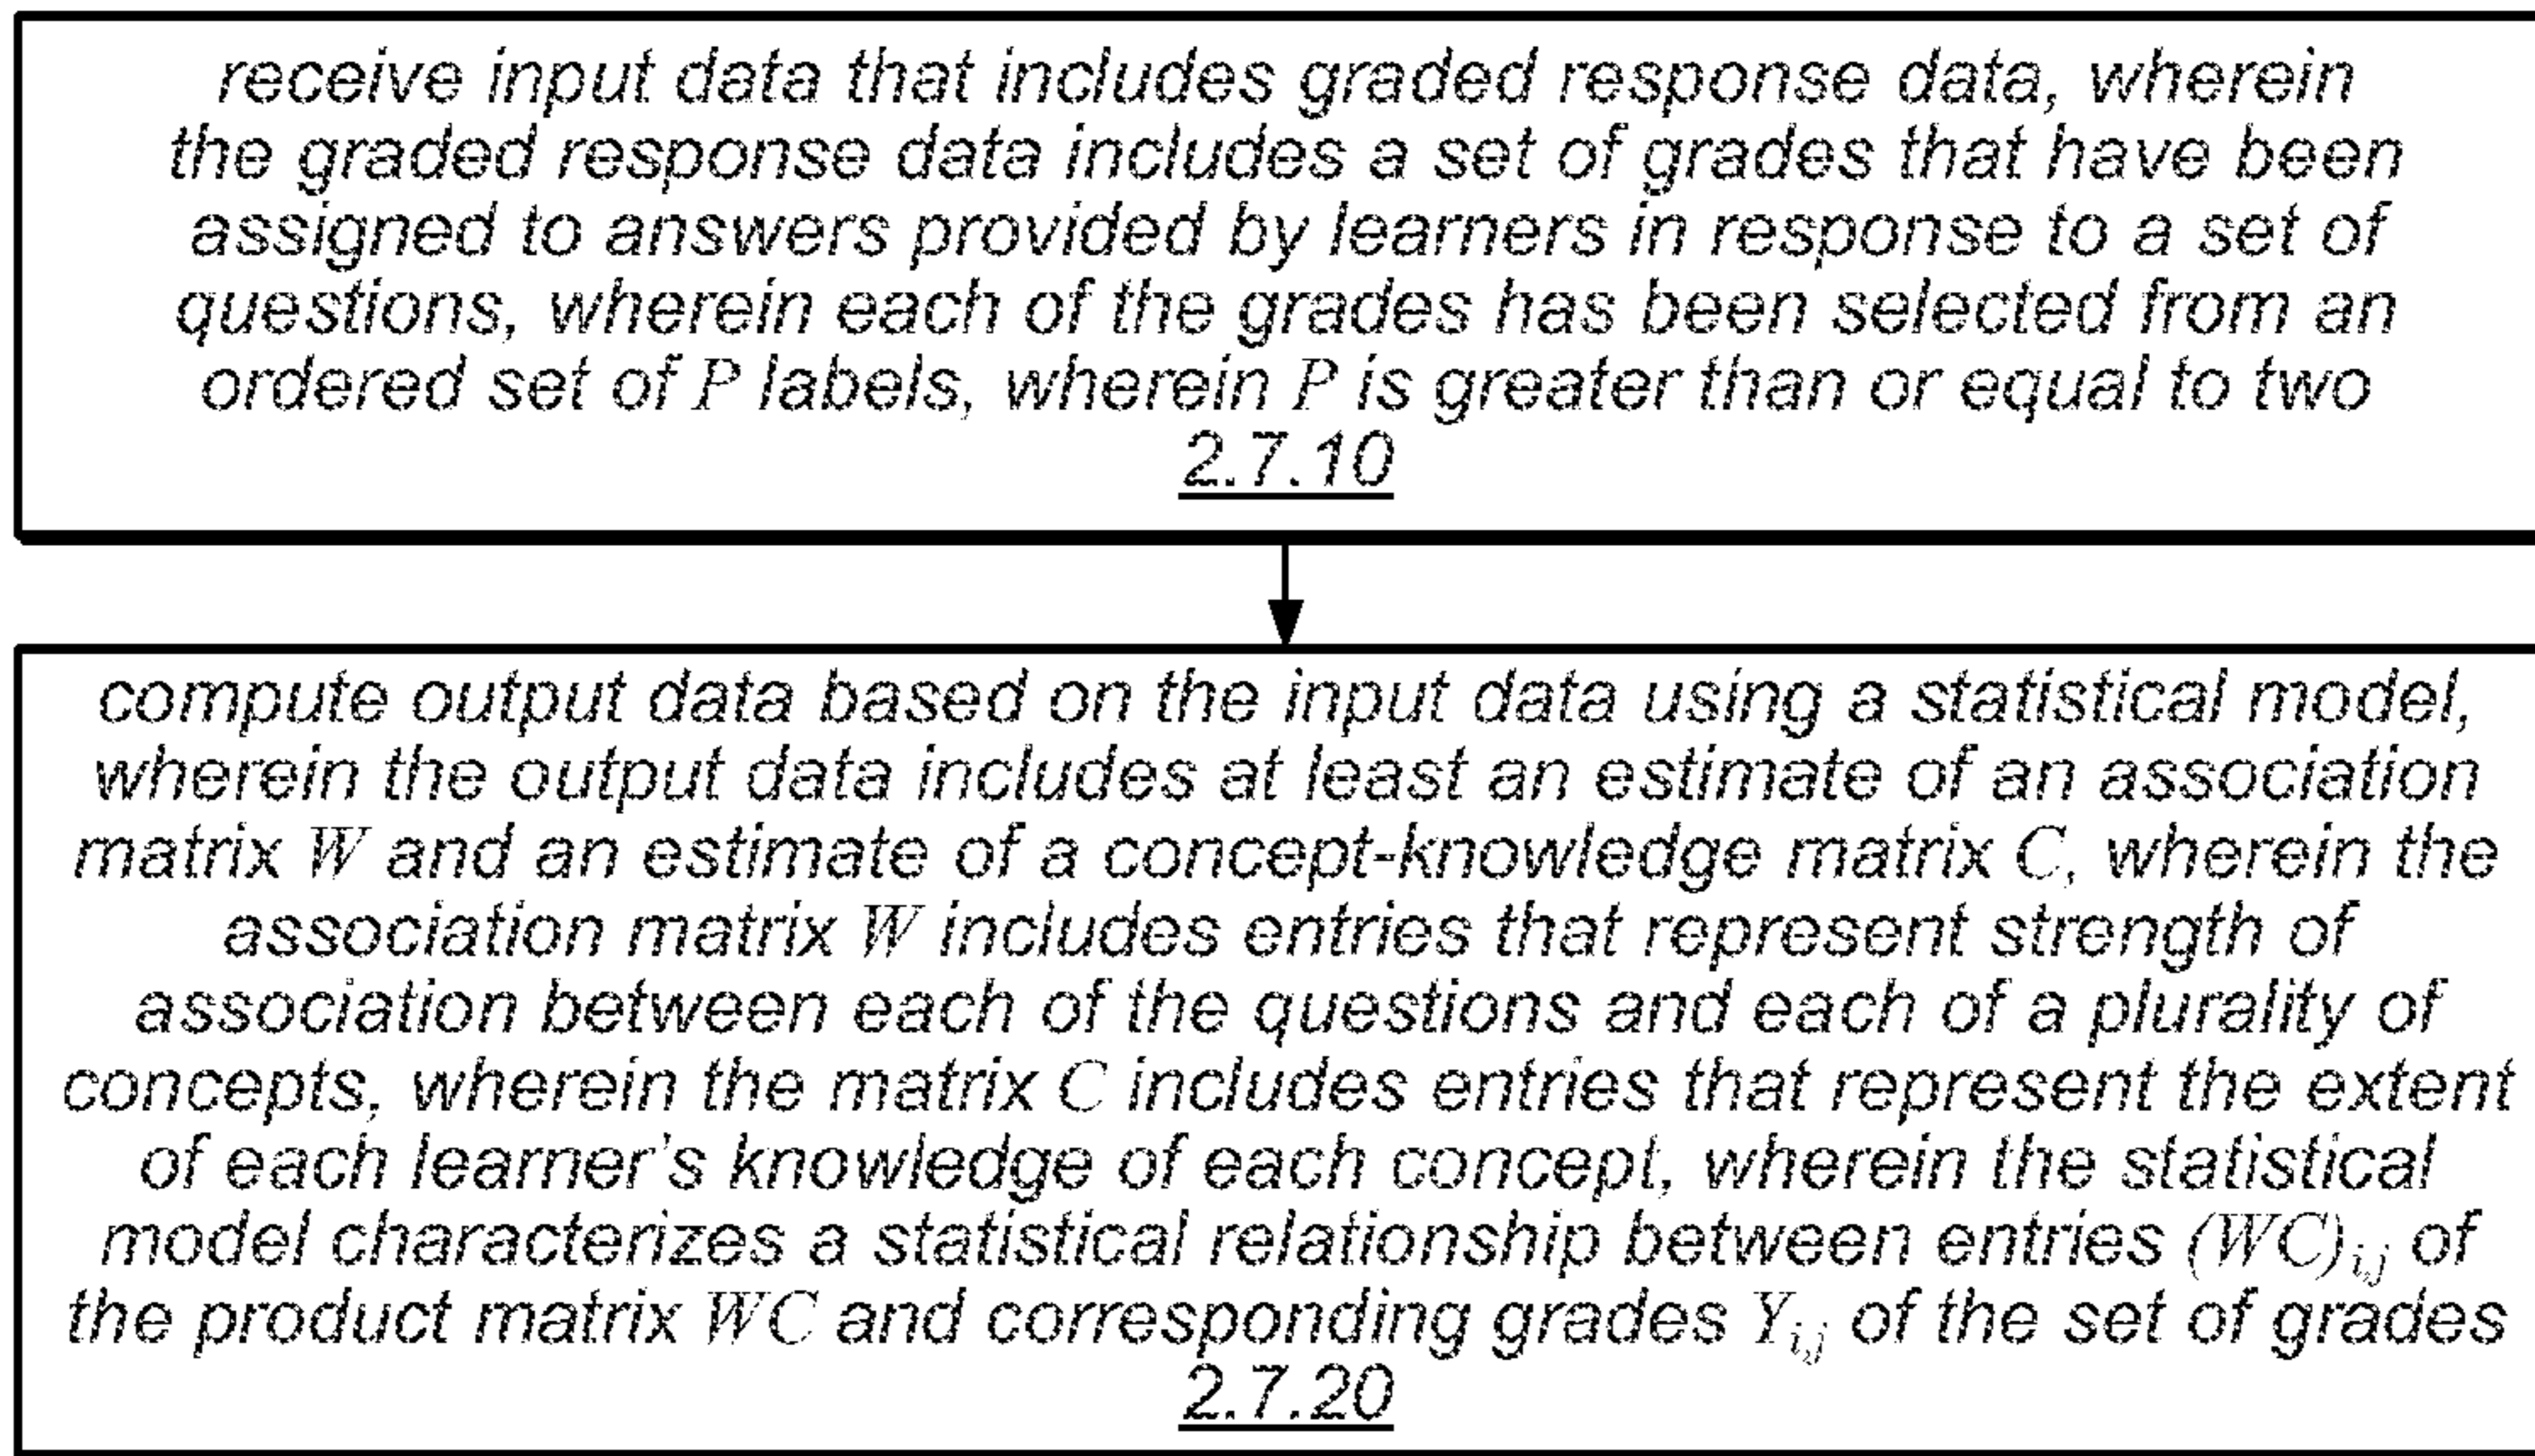 receive input data that includes graded response data, wherein
the graded response data includes a set of grades that have been
assigned to answers provided by learners in response to a set of
questions, wherein each of the grades has been selected from an
ordered set of P labels, wherein P is greater than or equal to two
2.7.10
compute output data based on the input data using a statistical model,
wherein the output data includes at least an estimate of an association
matrix W and an estimate of a concept-knowledge matrix C, wherein the
association matrix W includes entries that represent strength of
association between each of the questions and each of a plurality of
concepts, wherein the matrix C includes entries that represent the extent
of each learner's knowledge of each concept, wherein the statistical
model characterizes a statistical relationship between entries (WC)i,j of
the product matrix WC and corresponding grades Yi,j of the set of grades
2.7.20